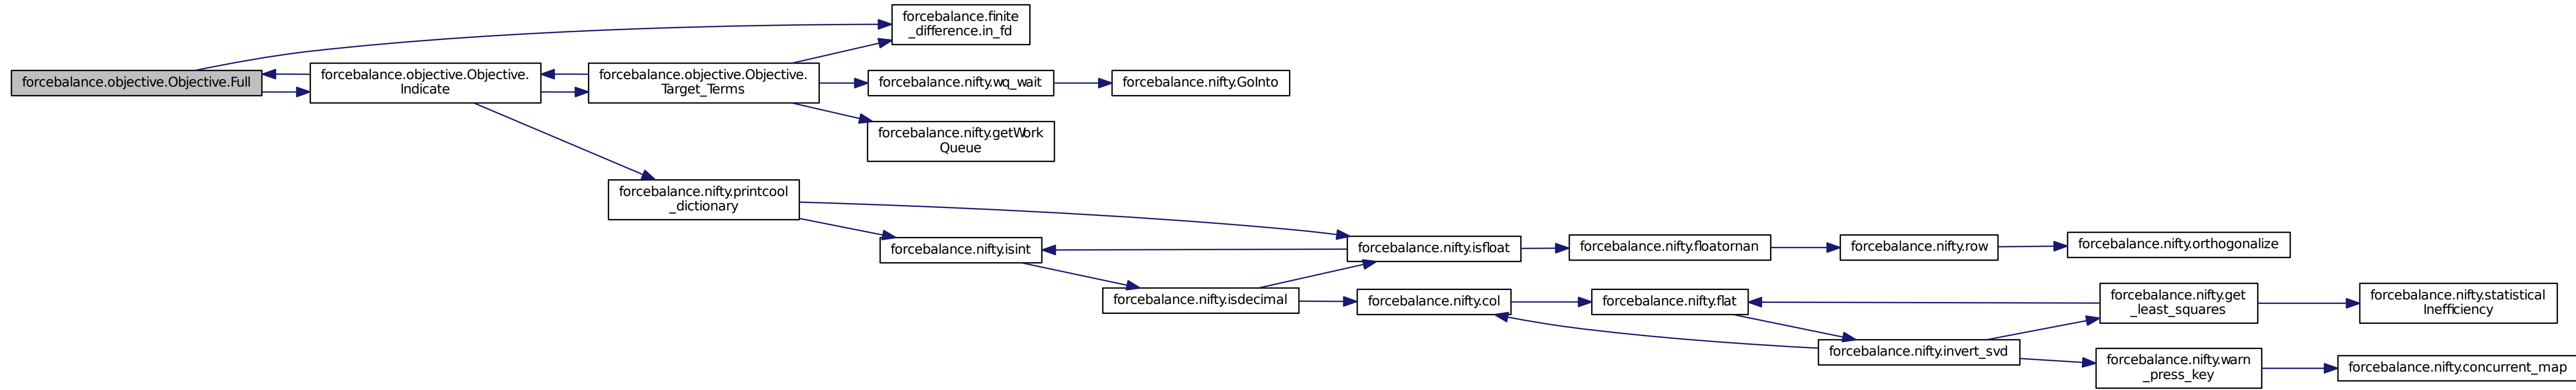 forcebalance.finite
_difference.in_fd
forcebalance.objective.Objective.Full
forcebalance.objective.Objective.
Indicate
forcebalance.objective.Objective.
Target_Terms
forcebalance.nifty.wq_wait
forcebalance.nifty.GoInto
forcebalance.nifty.getWork
Queue
forcebalance.nifty.printcool
_dictionary
forcebalance.nifty.isint
forcebalance.nifty.isfloat
forcebalance.nifty.floatornan
forcebalance.nifty.row
forcebalance.nifty.orthogonalize
forcebalance.nifty.isdecimal
forcebalance.nifty.col
forcebalance.nifty.flat
forcebalance.nifty.get
_least_squares
forcebalance.nifty.statistical
Inefficiency
forcebalance.nifty.invert_svd
forcebalance.nifty.warn
_press_key
forcebalance.nifty.concurrent_map